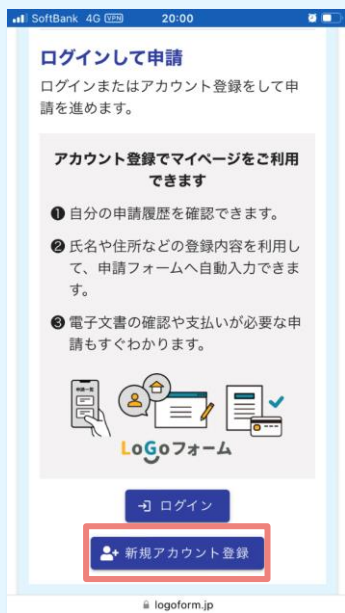 SoftBank 4G VPN 20:00
ログインして申請
ログインまたはアカウント登録をして申
請を進めます。
アカウント登録でマイページをご利用
できます
❶ 自分の申請履歴を確認できます。
❷ 氏名や住所などの登録内容を利用し
て、申請フォームへ自動入力できま
す。
❸ 電子文書の確認や支払いが必要な申
請もすぐわかります。
申請一覧
LoGoフォーム
ログイン
新規アカウント登録
logoform.jp